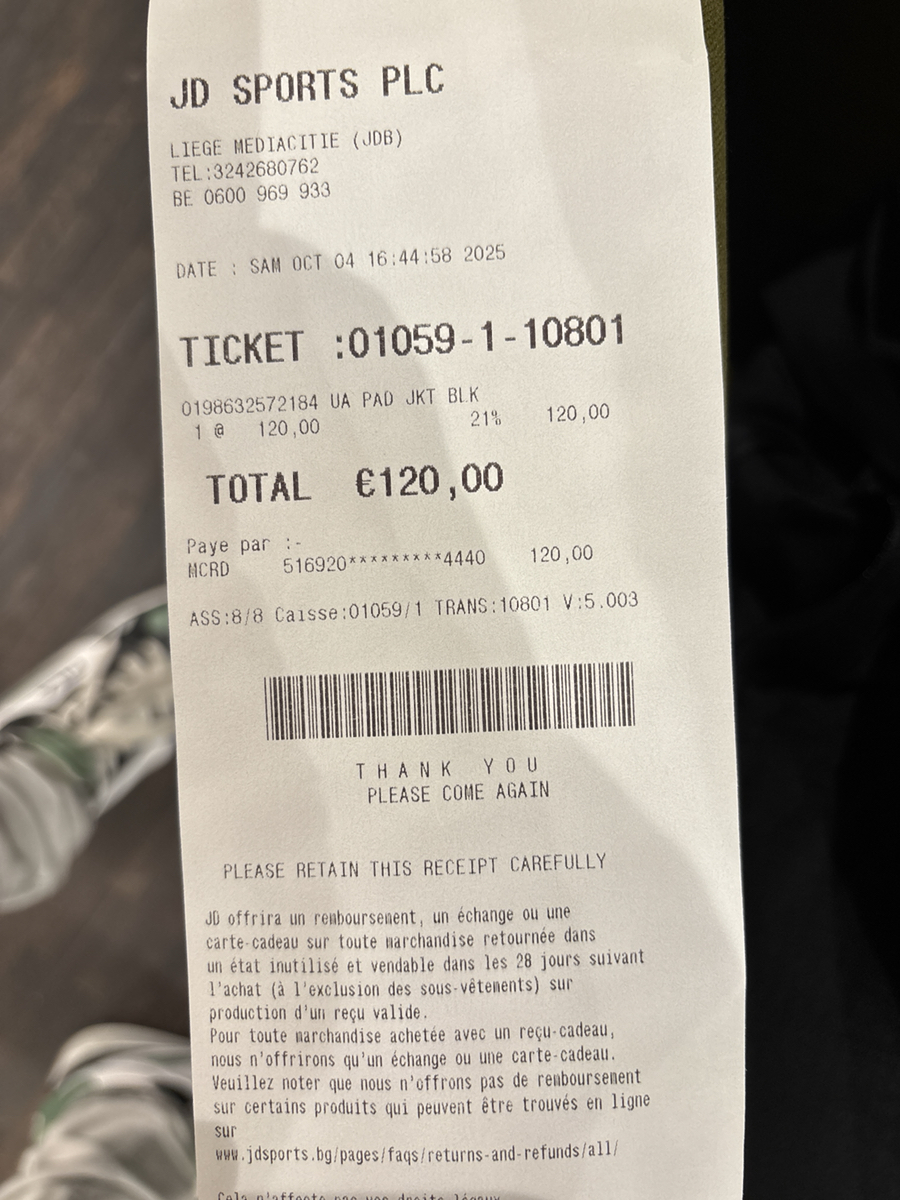 JD SPORTS PLC
LIEGE MEDIACITIE (JDB)
TEL:3242680762
BE 0600 969 933
DATE : SAM OCT 04 16:44:58 2025
TICKET :01059-1-10801
0198632572184 UA PAD JKT BLK
1 @ 120,00 21% 120,00
TOTAL €120,00
Paye par :-
MCRD 516920*********4440 120,00
ASS:8/8 Caisse:01059/1 TRANS:10801 V:5.003
THANK YOU
PLEASE COME AGAIN
PLEASE RETAIN THIS RECEIPT CAREFULLY
JD offrira un remboursement, un échange ou une
carte-cadeau sur toute marchandise retournée dans
un état inutilisé et vendable dans les 28 jours suivant
l'achat (à l'exclusion des sous-vêtements) sur
production d'un reçu valide.
Pour toute marchandise achetée avec un reçu-cadeau,
nous n'offrirons qu'un échange ou une carte-cadeau.
Veuillez noter que nous n'offrons pas de remboursement
sur certains produits qui peuvent être trouvés en ligne
sur
www.jdsports.bg/pages/faqs/returns-and-refunds/all/
Cela n'affecte pas vos droits légaux